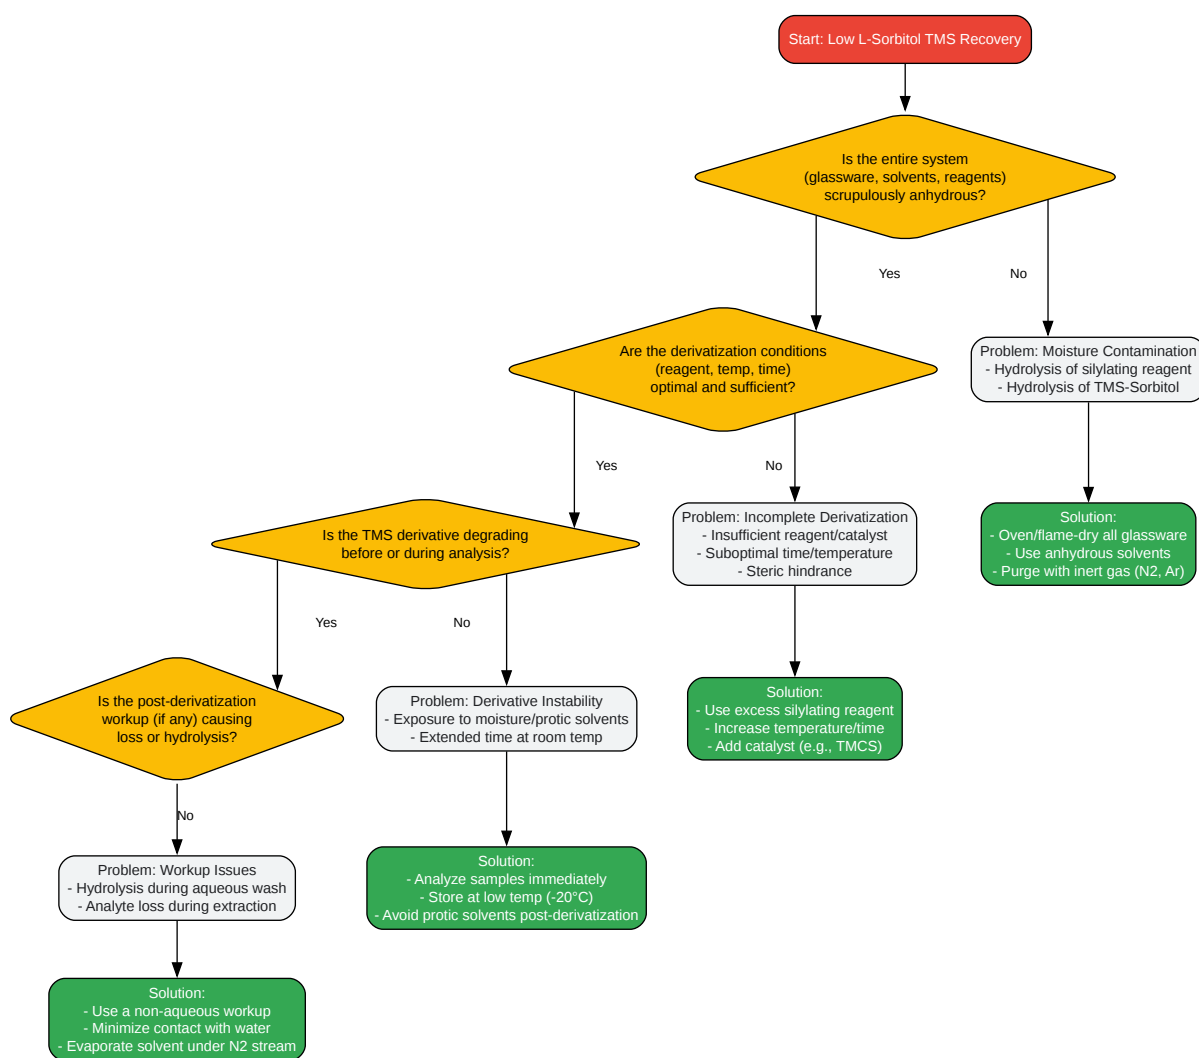 Start: Low L-Sorbitol TMS Recovery
Is the entire system
(glassware, solvents, reagents)
scrupulously anhydrous?
Yes
No
Are the derivatization conditions
(reagent, temp, time)
optimal and sufficient?
Problem: Moisture Contamination
- Hydrolysis of silylating reagent
- Hydrolysis of TMS-Sorbitol
Yes
No
Is the TMS derivative degrading
before or during analysis?
Problem: Incomplete Derivatization
- Insufficient reagent/catalyst
- Suboptimal time/temperature
- Steric hindrance
Solution:
- Oven/flame-dry all glassware
- Use anhydrous solvents
- Purge with inert gas (N2, Ar)
Yes
No
Is the post-derivatization
workup (if any) causing
loss or hydrolysis?
Problem: Derivative Instability
- Exposure to moisture/protic solvents
- Extended time at room temp
Solution:
- Use excess silylating reagent
- Increase temperature/time
- Add catalyst (e.g., TMCS)
No
Problem: Workup Issues
- Hydrolysis during aqueous wash
- Analyte loss during extraction
Solution:
- Analyze samples immediately
- Store at low temp (-20°C)
- Avoid protic solvents post-derivatization
Solution:
- Use a non-aqueous workup
- Minimize contact with water
- Evaporate solvent under N2 stream